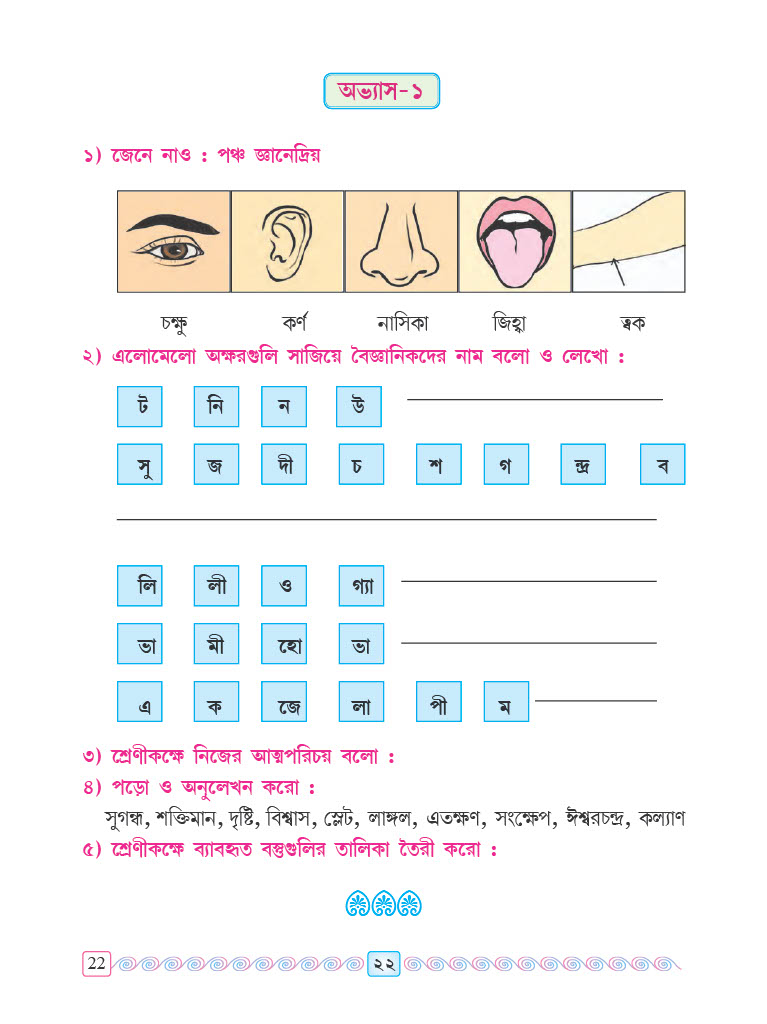 অভ্যাস-১
১) জেনে নাও : পঞ্চ জ্ঞানেন্দ্রিয়
চক্ষু কর্ণ নাসিকা জিহ্বা ত্বক
২) এলোমেলো অক্ষরগুলি সাজিয়ে বৈজ্ঞানিকদের নাম বলো ও লেখো :
ট নি ন উ
সু জ দী চ শ গ ন্দ্র ব
লি লী ও গ্যা
ভা মী হো ভা
এ ক জে লা পী ম
৩) শ্রেণীকক্ষে নিজের আত্মপরিচয় বলো :
৪) পড়ো ও অনুলেখন করো :
সুগন্ধ, শক্তিমান, দৃষ্টি, বিশ্বাস, স্লেট, লাঙ্গল, এতক্ষণ, সংক্ষেপ, ঈশ্বরচন্দ্র, কল্যাণ
৫) শ্রেণীকক্ষে ব্যাবহৃত বস্তুগুলির তালিকা তৈরী করো :
22 ২২